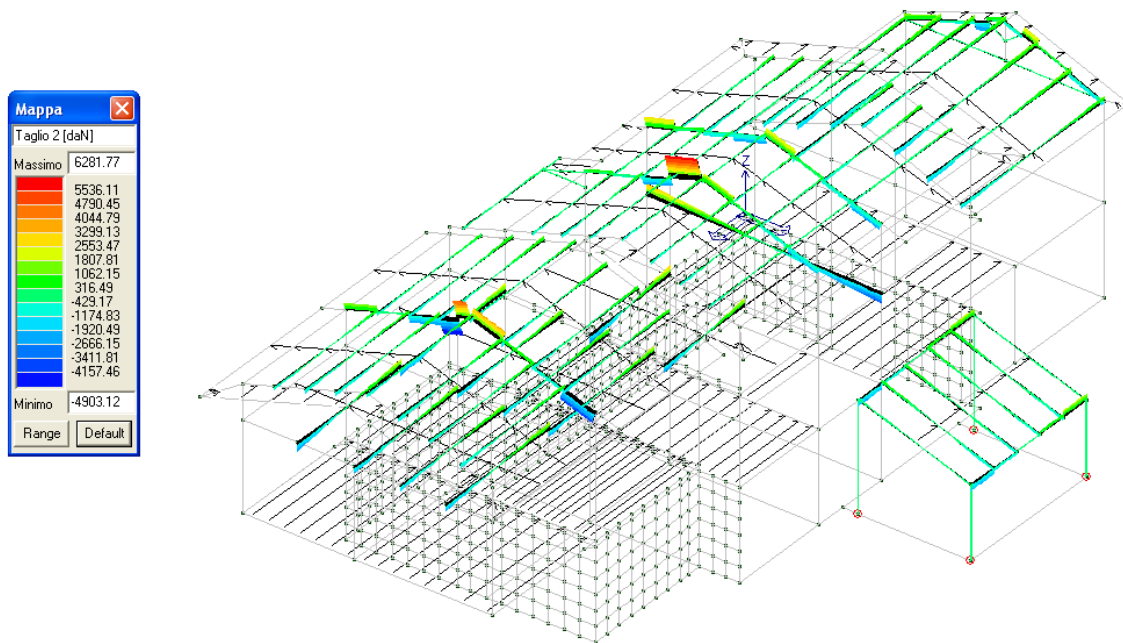 Mappa
Taglio 2 [daN]
Massimo 6281.77
5536.11
4790.45
4044.79
3299.13
2553.47
1807.81
1062.15
316.49
-429.17
-1174.83
-1920.49
-2666.15
-3411.81
-4157.46
Minimo -4903.12
Range Default
Z